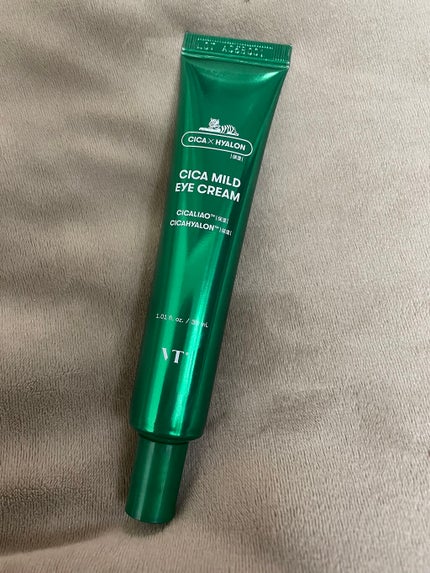 CICA × HYALON
CICA MILD
EYE CREAM
CICALIAO™
CICAHYALON™
1.01 fl. oz. / 30 mL
VT